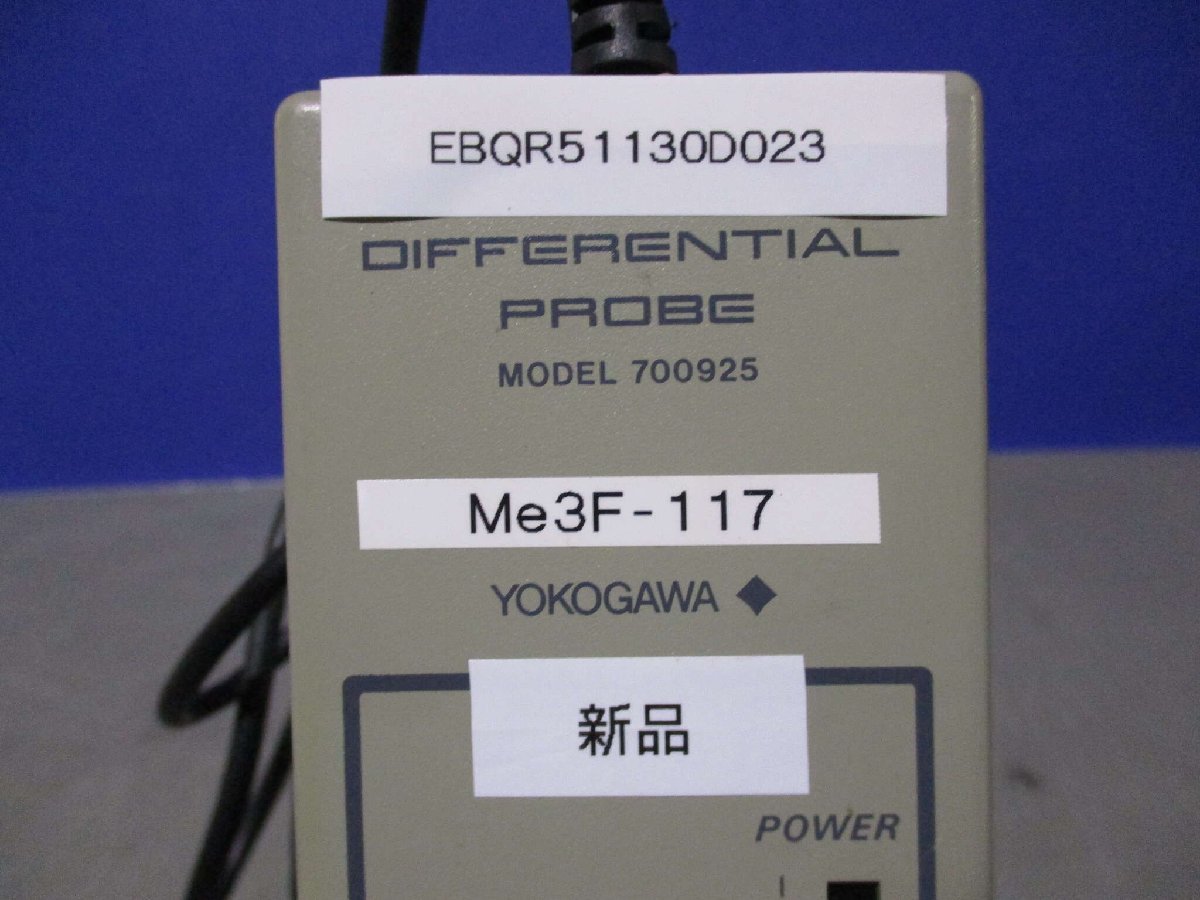 EBQR51130D023
DIFFERENTIAL
PROBE
MODEL 700925
Me3F-117
YOKOGAWA
新品
POWER